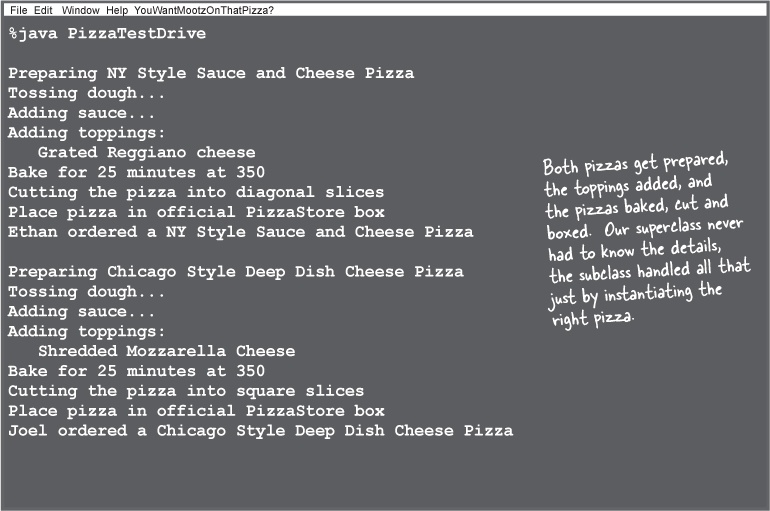 File Edit Window Help YouWantMootzOnThatPizza?
%java PizzaTestDrive
Preparing NY Style Sauce and Cheese Pizza
Tossing dough...
Adding sauce...
Adding toppings:
Grated Reggiano cheese
Bake for 25 minutes at 350
Cutting the pizza into diagonal slices
Place pizza in official PizzaStore box
Ethan ordered a NY Style Sauce and Cheese Pizza
Preparing Chicago Style Deep Dish Cheese Pizza
Tossing dough...
Adding sauce...
Adding toppings:
Shredded Mozzarella Cheese
Bake for 25 minutes at 350
Cutting the pizza into square slices
Place pizza in official PizzaStore box
Joel ordered a Chicago Style Deep Dish Cheese Pizza
Both pizzas get prepared,
the toppings added, and
the pizzas baked, cut and
boxed. Our superclass never
had to know the details,
the subclass handled all that
just by instantiating the
right pizza.